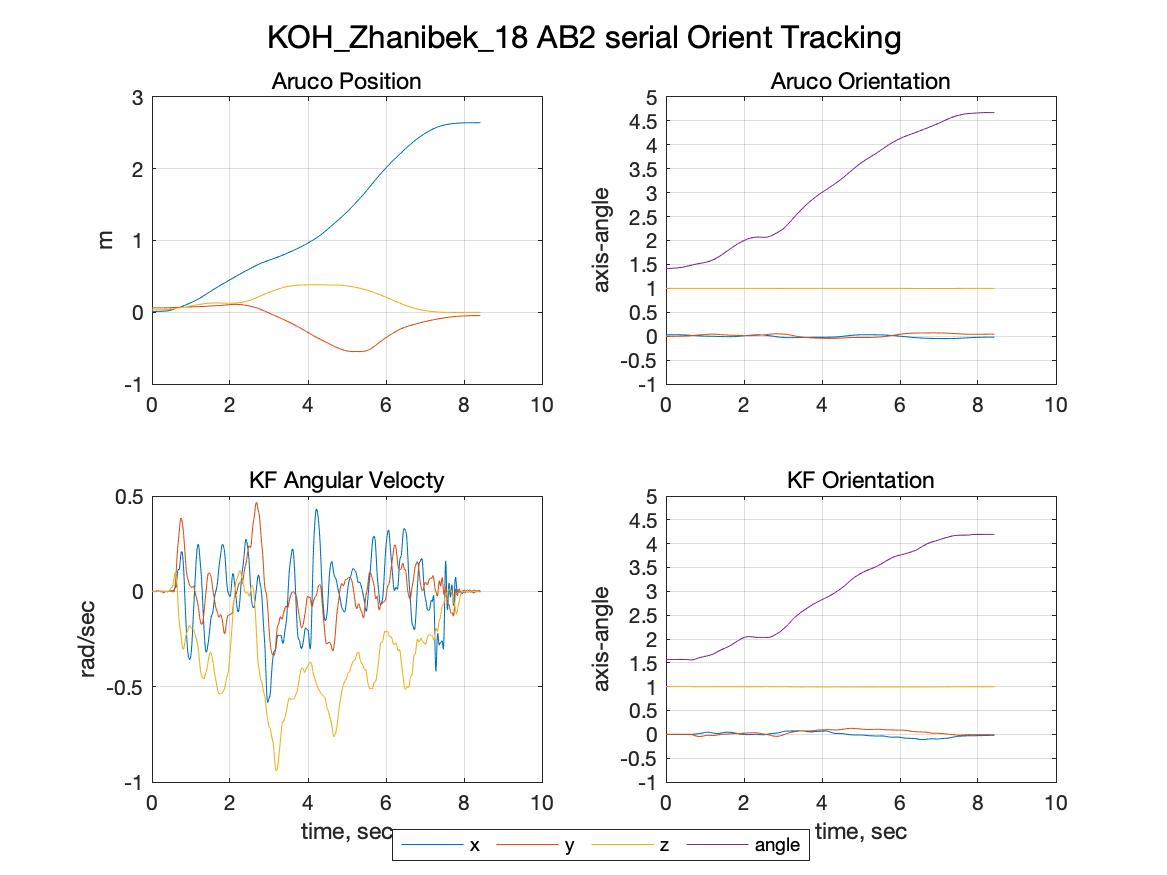 KOH_Zhanibek_18 AB2 serial Orient Tracking
Aruco Position
3
2
1
0
-1
m
0 2 4 6 8 10
Aruco Orientation
5
4.5
4
3.5
3
2.5
2
1.5
1
0.5
0
-0.5
-1
axis-angle
0 2 4 6 8 10
KF Angular Velocty
0.5
0
-0.5
-1
rad/sec
0 2 4 6 8 10
time, sec
KF Orientation
5
4.5
4
3.5
3
2.5
2
1.5
1
0.5
0
-0.5
-1
axis-angle
0 2 4 6 8 10
time, sec
x y z angle